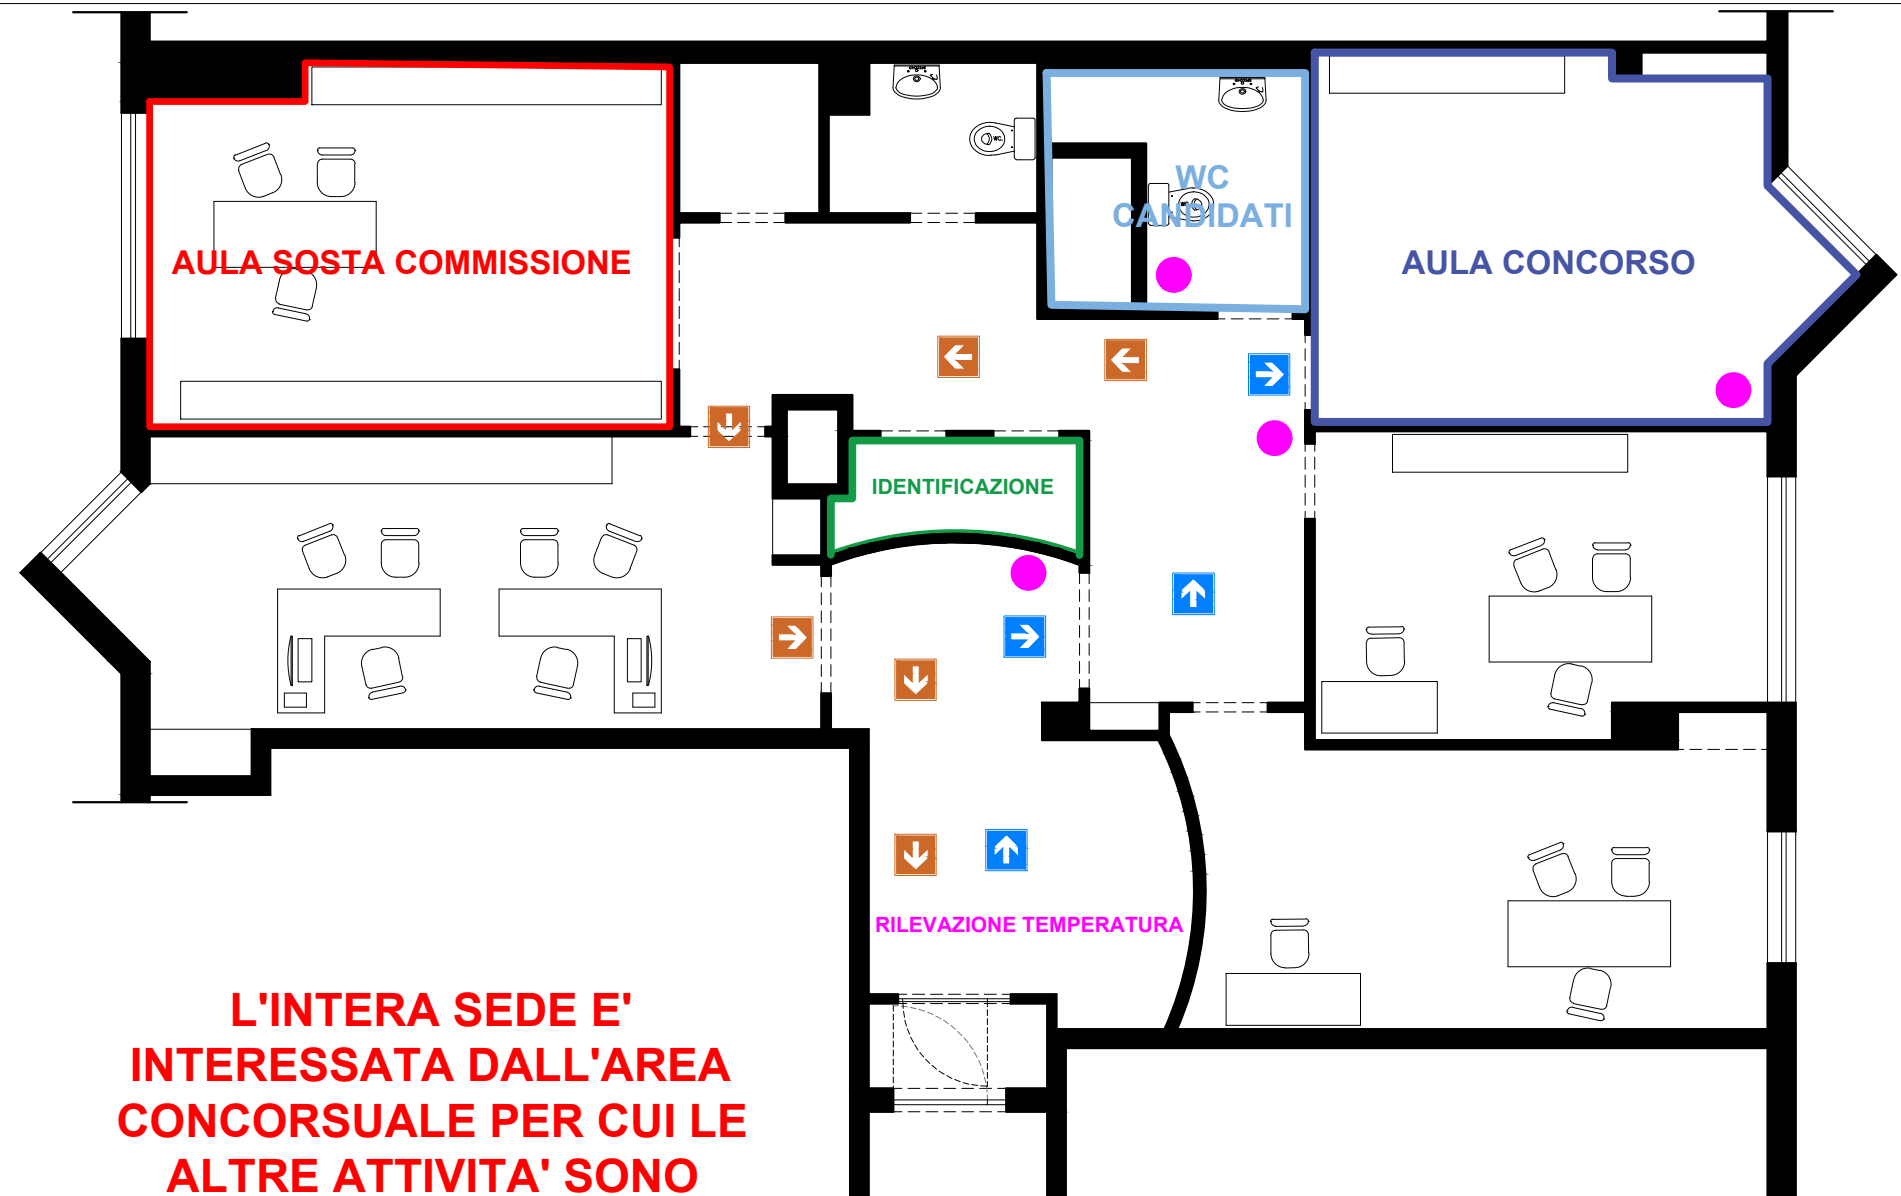 WC
CANDIDATI
AULA SOSTA COMMISSIONE
AULA CONCORSO
IDENTIFICAZIONE
RILEVAZIONE TEMPERATURA
L'INTERA SEDE E'
INTERESSATA DALL'AREA
CONCORSUALE PER CUI LE
ALTRE ATTIVITA' SONO